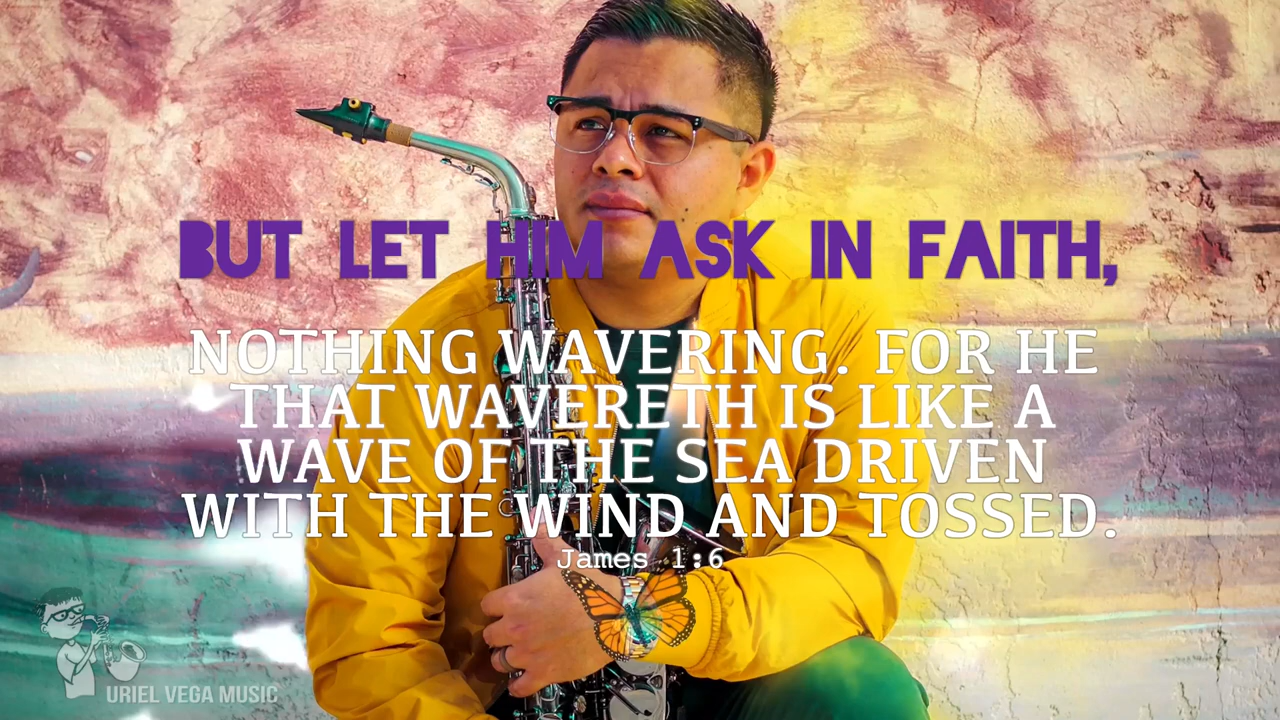 BUT LET HIM ASK IN FAITH,
NOTHING WAVERING. FOR HE
THAT WAVERETH IS LIKE A
WAVE OF THE SEA DRIVEN
WITH THE WIND AND TOSSED.
James 1:6
URIEL VEGA MUSIC